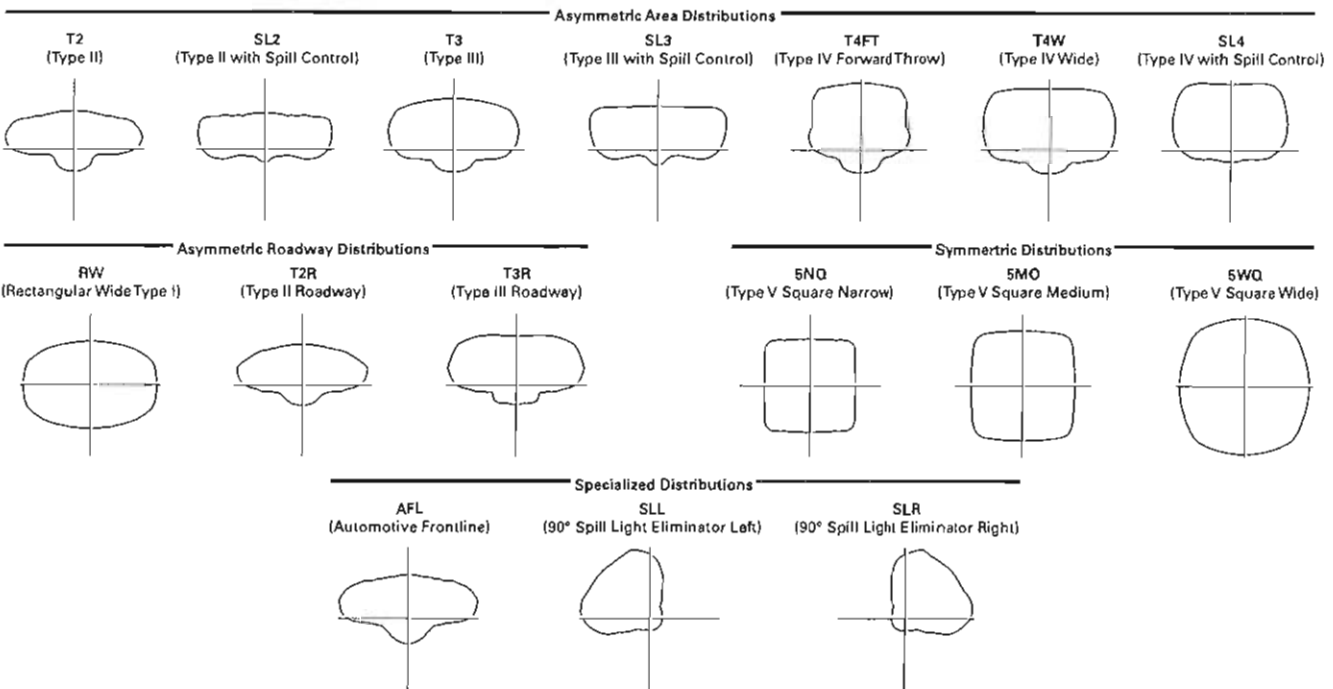 Asymmetric Area Distributions
T2 SL2 T3 SL3 T4FT T4W SL4
(Type II) (Type II with Spill Control) (Type III) (Type III with Spill Control) (Type IV Forward Throw) (Type IV Wide) (Type IV with Spill Control)
Asymmetric Roadway Distributions Symmertric Distributions
RW T2R T3R 5NQ 5MQ 5WQ
(Rectangular Wide Type I) (Type II Roadway) (Type III Roadway) (Type V Square Narrow) (Type V Square Medium) (Type V Square Wide)
Specialized Distributions
AFL SLL SLR
(Automotive Frontline) (90° Spill Light Eliminator Left) (90° Spill Light Eliminator Right)